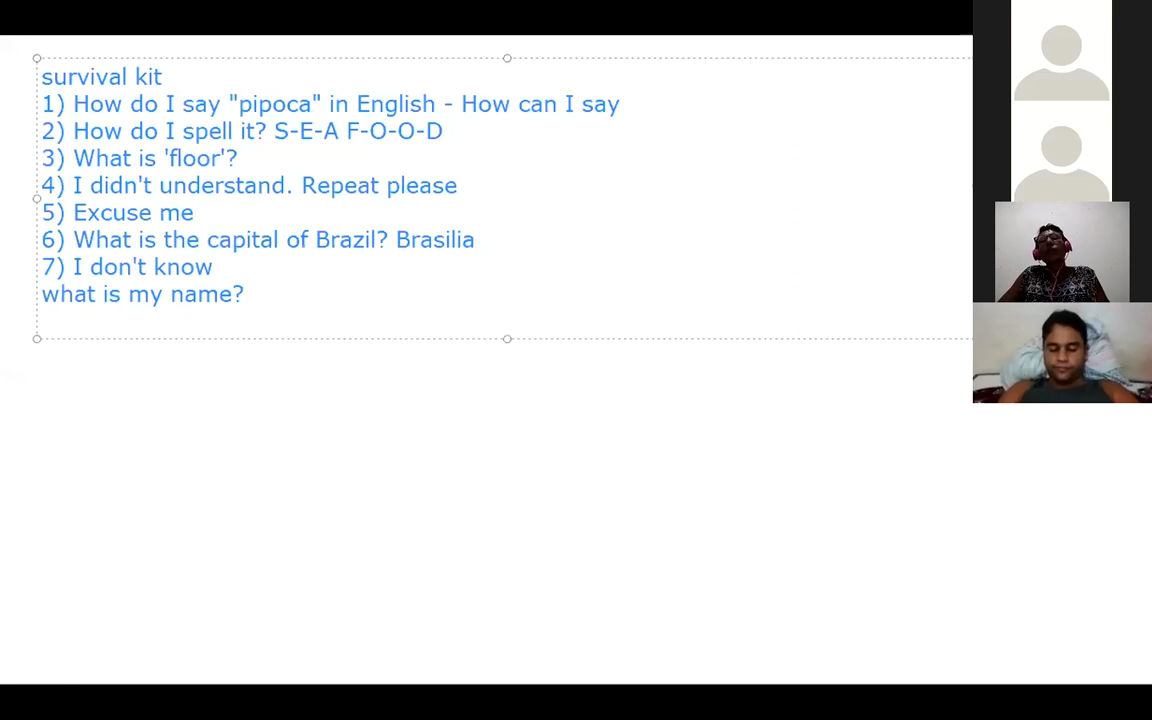 survival kit
1) How do I say "pipoca" in English - How can I say
2) How do I spell it? S-E-A F-O-O-D
3) What is 'floor'?
4) I didn't understand. Repeat please
5) Excuse me
6) What is the capital of Brazil? Brasilia
7) I don't know
what is my name?